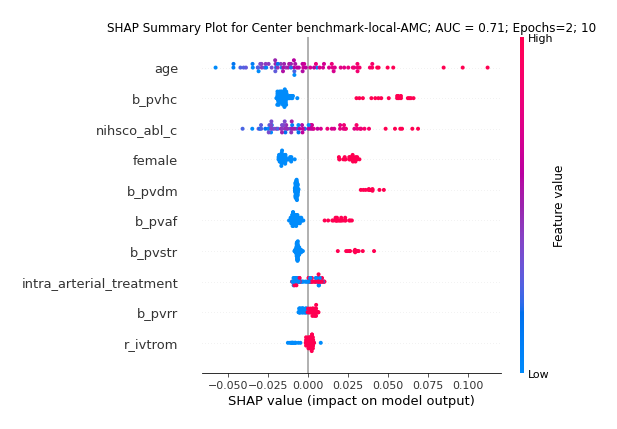 SHAP Summary Plot for Center benchmark-local-AMC; AUC = 0.71; Epochs=2; 10
High
age
b_pvhc
nihsco_abl_c
female
b_pvdm
b_pvaf
b_pvstr
intra_arterial_treatment
b_pvrr
r_ivtrom
Feature value
Low
−0.050 −0.025 0.000 0.025 0.050 0.075 0.100
SHAP value (impact on model output)